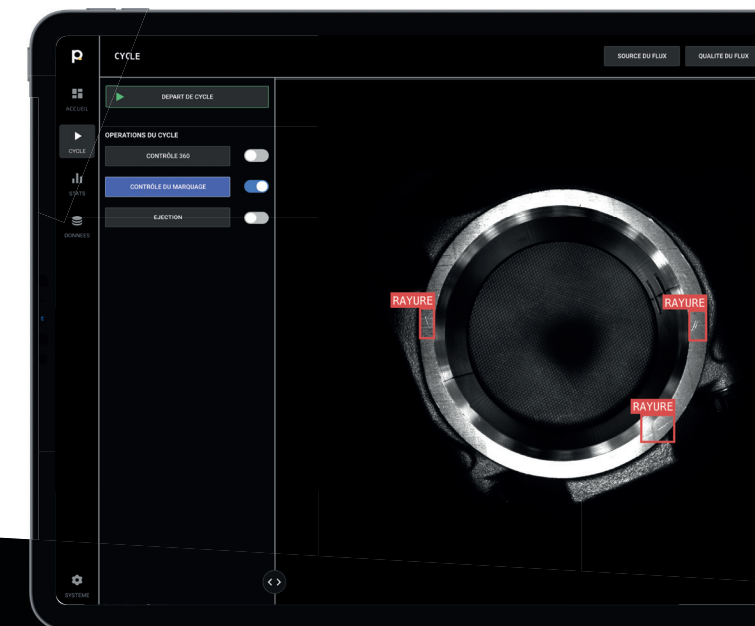 CYCLE
SOURCE DU FLUX
QUALITE DU FLUX
ACCUEIL
CYCLE
STATS
DONNEES
SYSTEME
DEPART DE CYCLE
OPERATIONS DU CYCLE
CONTRÔLE 360
CONTRÔLE DU MARQUAGE
EJECTION
RAYURE
RAYURE
RAYURE